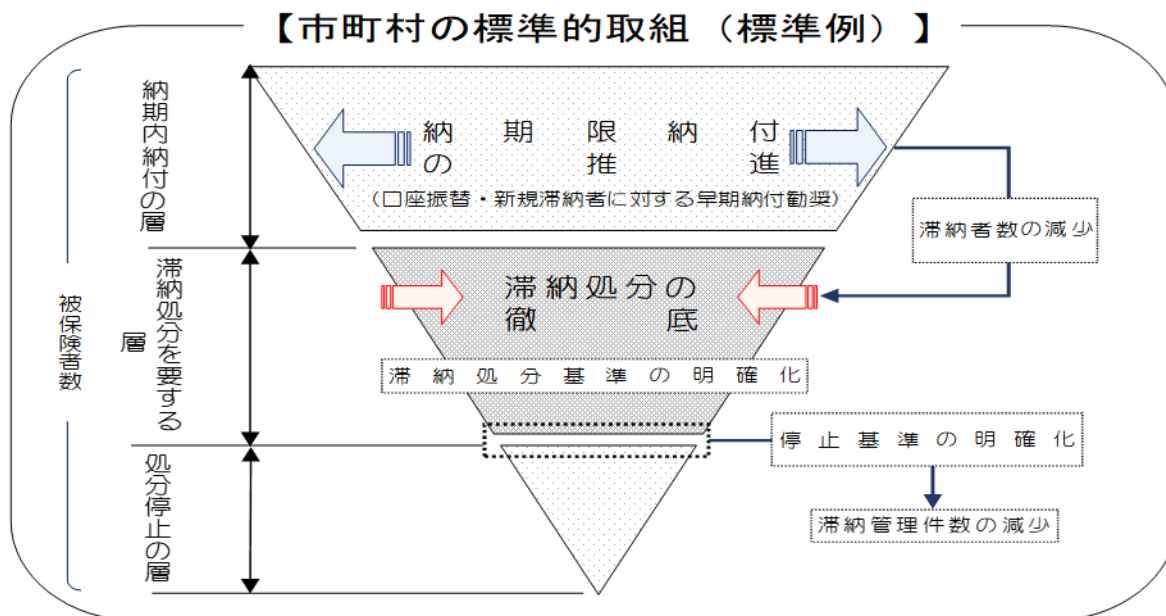 【市町村の標準的取組(標準例)】
納期内納付の層
納期限納付
の推進
(口座振替・新規滞納者に対する早期納付勧奨)
滞納者数の減少
被保険者数
滞納処分を要する
層
滞納処分の
徹底
滞納処分基準の明確化
停止基準の明確化
処分停止の層
滞納管理件数の減少